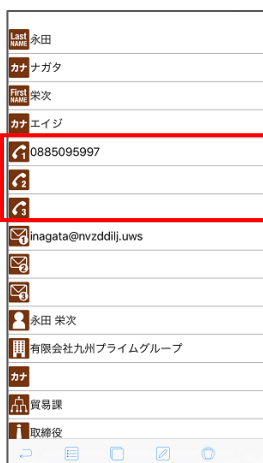 Last NAME 永田
カナ ナガタ
First NAME 栄次
カナ エイジ
1 0885095997
2
3
1 inagata@nvzddilj.uws
2
3
永田 栄次
有限会社九州プライムグループ
カナ
貿易課
取締役